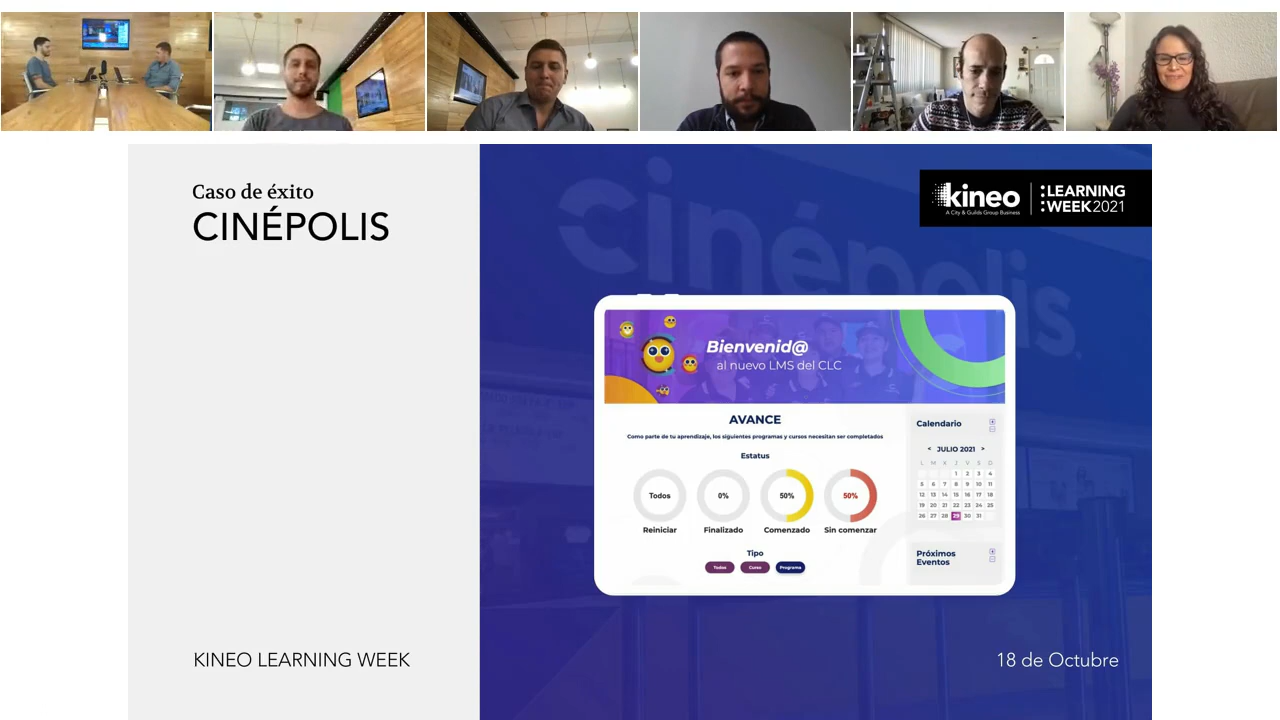 Caso de éxito
CINÉPOLIS
kineo
A City & Guilds Group Business
:LEARNING
:WEEK2021
Cinépolis
Bienvenid@
al nuevo LMS del CLC
AVANCE
Como parte de tu aprendizaje, los siguientes programas y cursos necesitan ser completados
Estatus
Todos 0% 50% 50%
Reiniciar Finalizado Comenzado Sin comenzar
Tipo
Todos Curso Programa
Calendario
< JULIO 2021 >
L M X J V S D
1 2 3 4
5 6 7 8 9 10 11
12 13 14 15 16 17 18
19 20 21 22 23 24 25
26 27 28 29 30 31
Próximos
Eventos
KINEO LEARNING WEEK
18 de Octubre